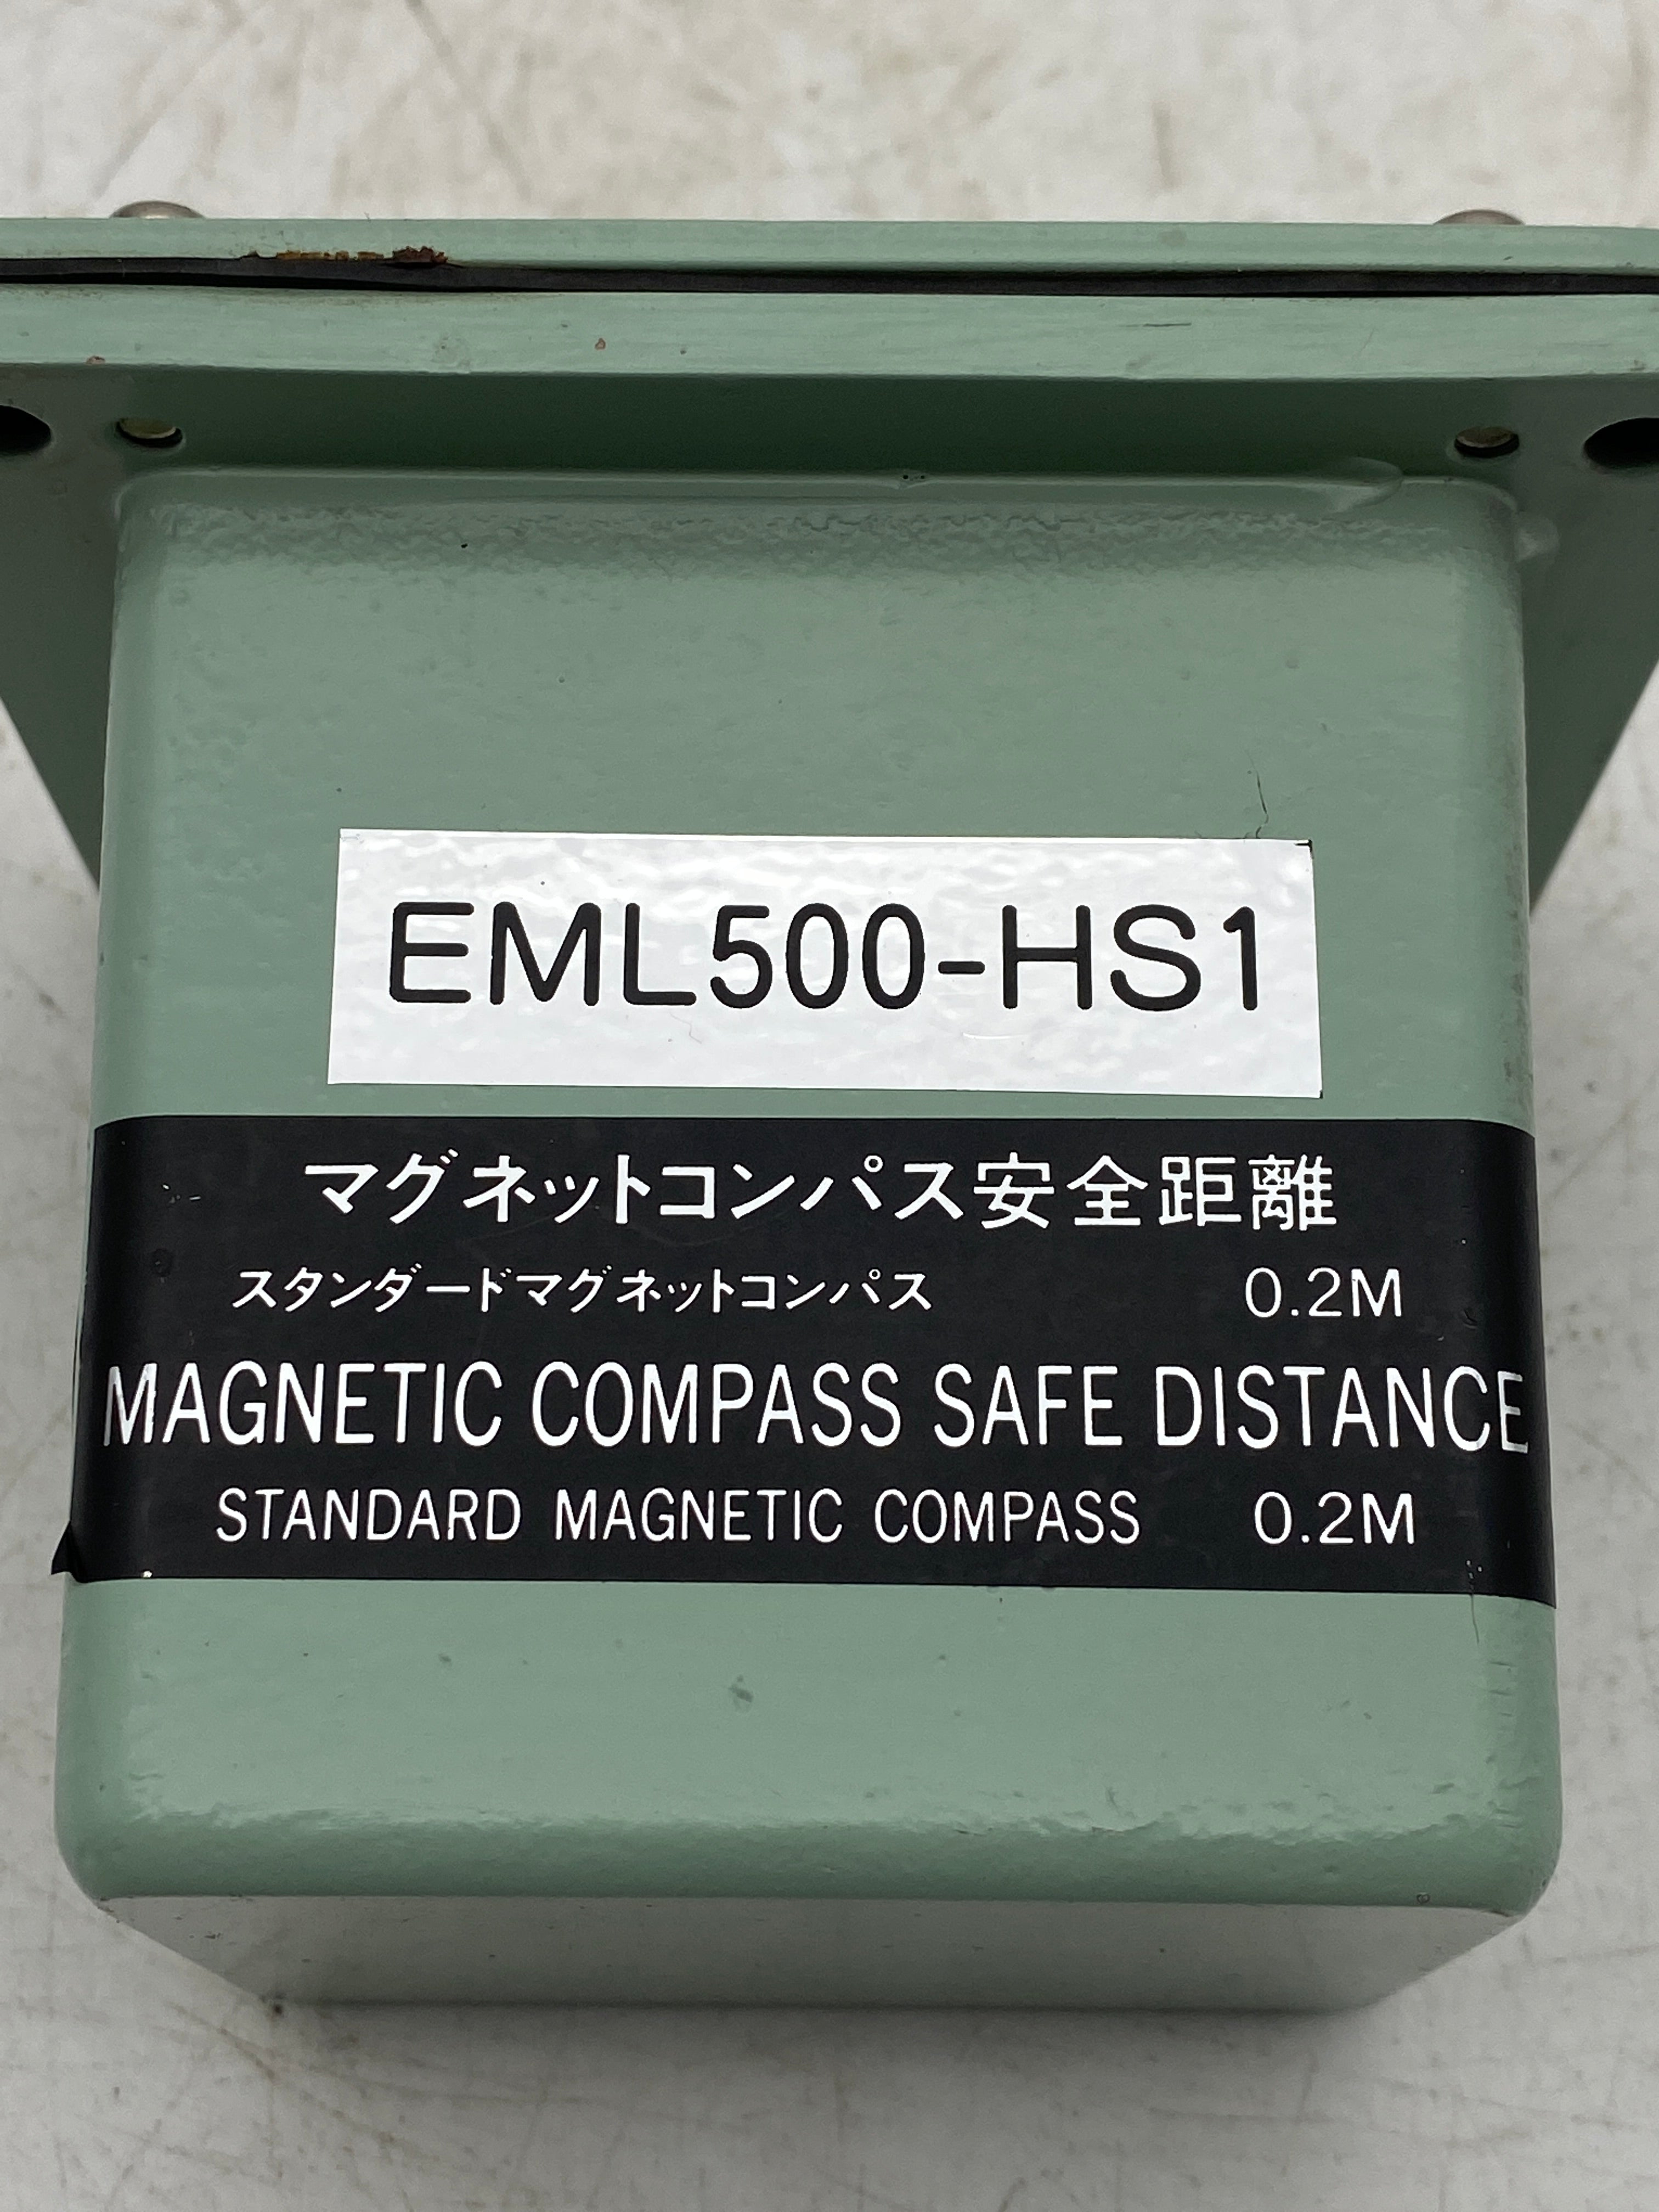 EML500-HS1
マグネットコンパス安全距離
スタンダードマグネットコンパス 0.2M
MAGNETIC COMPASS SAFE DISTANCE
STANDARD MAGNETIC COMPASS 0.2M